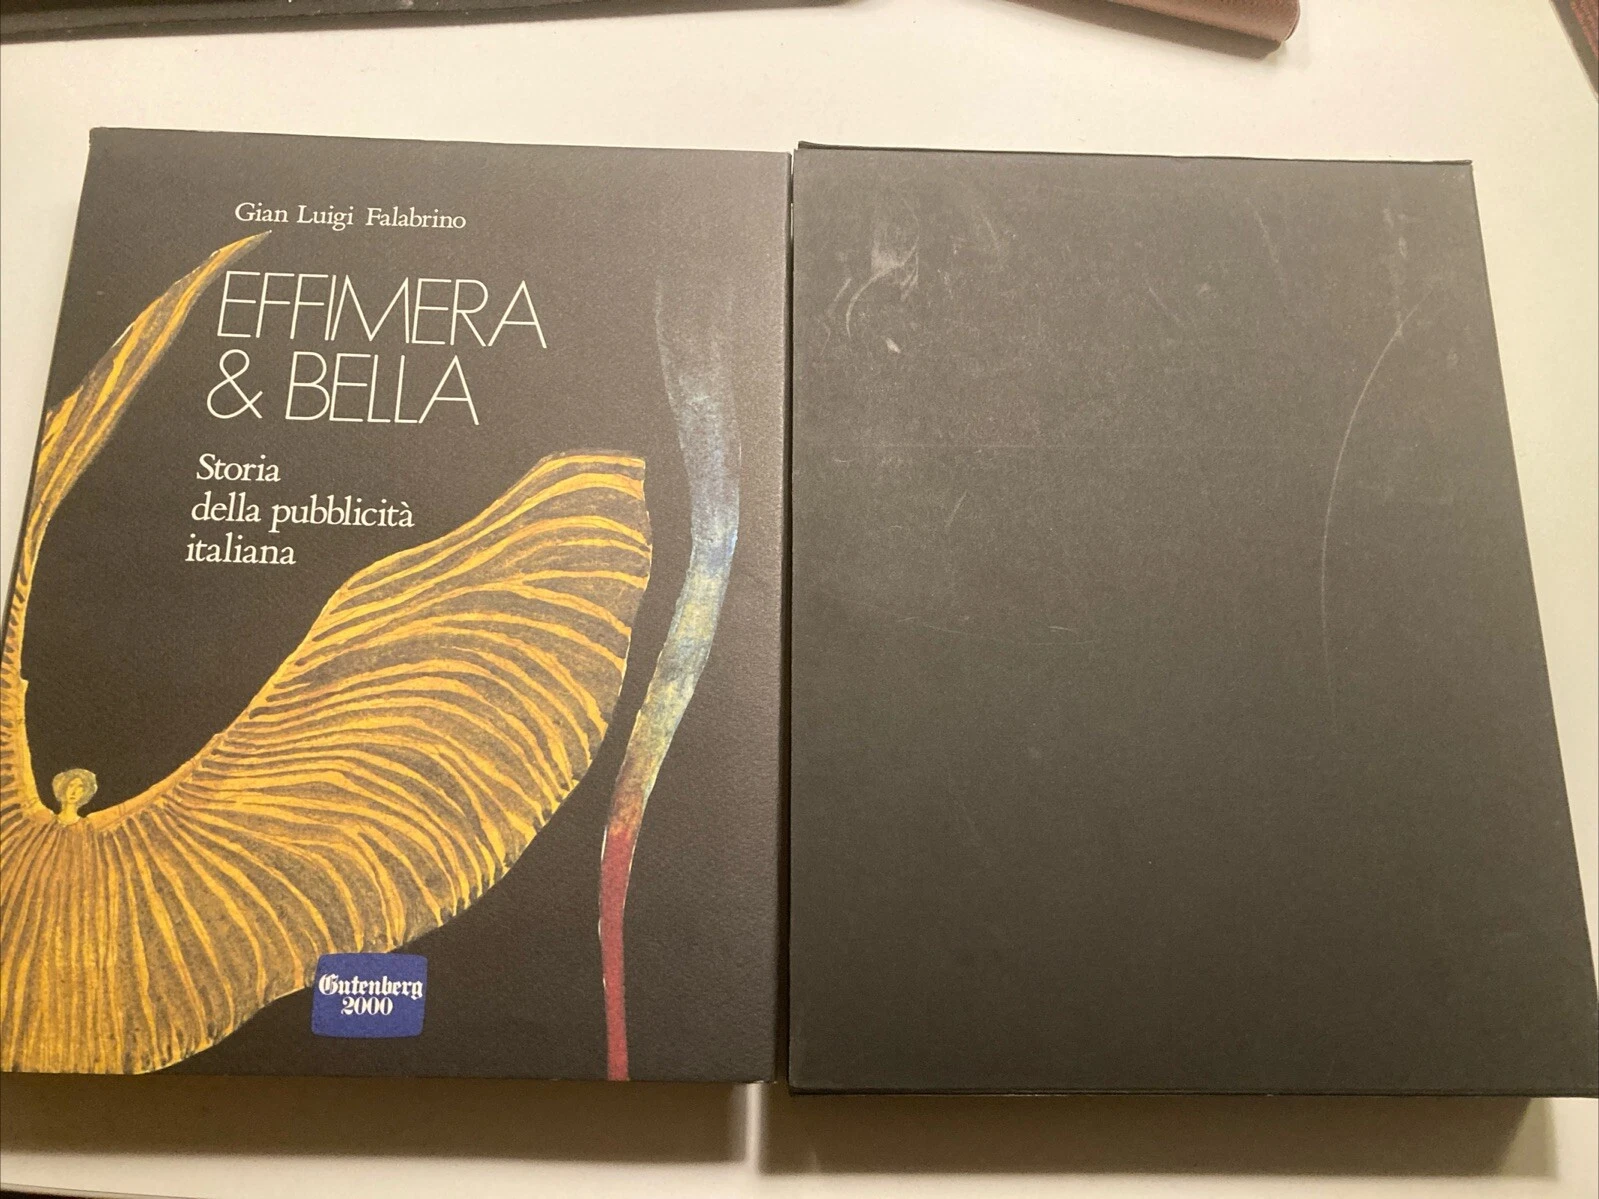 Gian Luigi Falabrino
EFFIMERA
& BELLA
Storia
della pubblicità
italiana
Gutenberg
2000